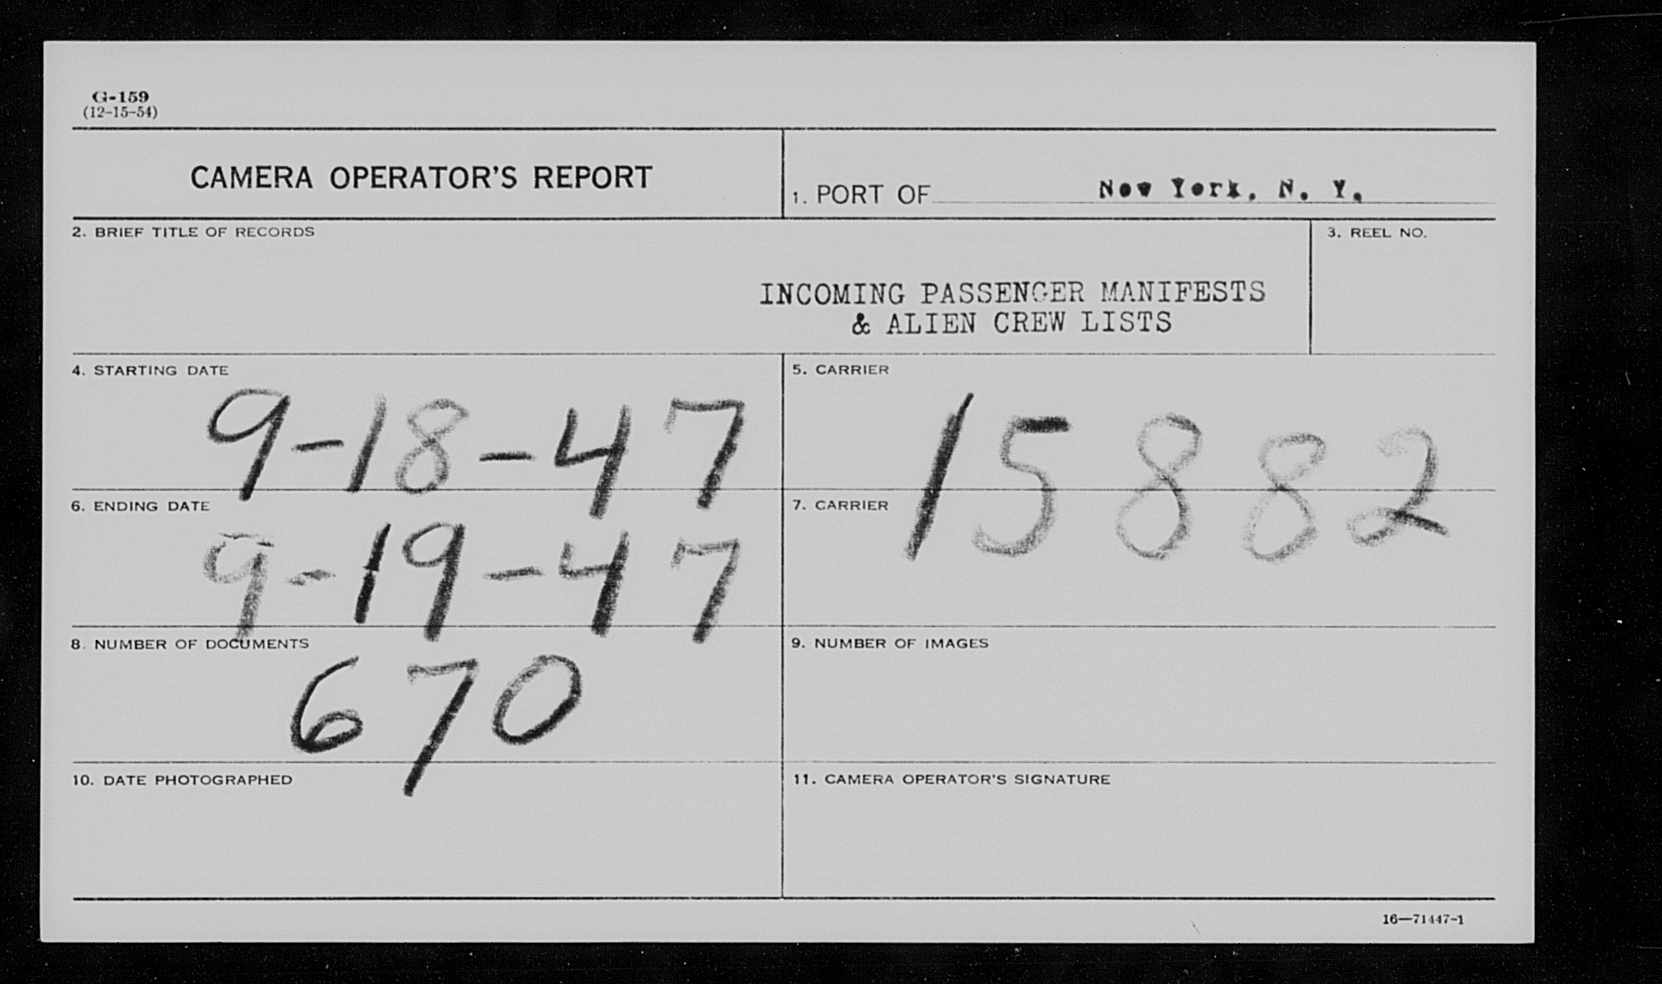 G-159
(12-15-54)
CAMERA OPERATOR'S REPORT
1. PORT OF New York, N. Y.
2. BRIEF TITLE OF RECORDS
3. REEL NO.
INCOMING PASSENGER MANIFESTS
& ALIEN CREW LISTS
4. STARTING DATE
9-18-47
5. CARRIER
15882
6. ENDING DATE
9-19-47
7. CARRIER
8. NUMBER OF DOCUMENTS
670
9. NUMBER OF IMAGES
10. DATE PHOTOGRAPHED
11. CAMERA OPERATOR'S SIGNATURE
16—71447-1